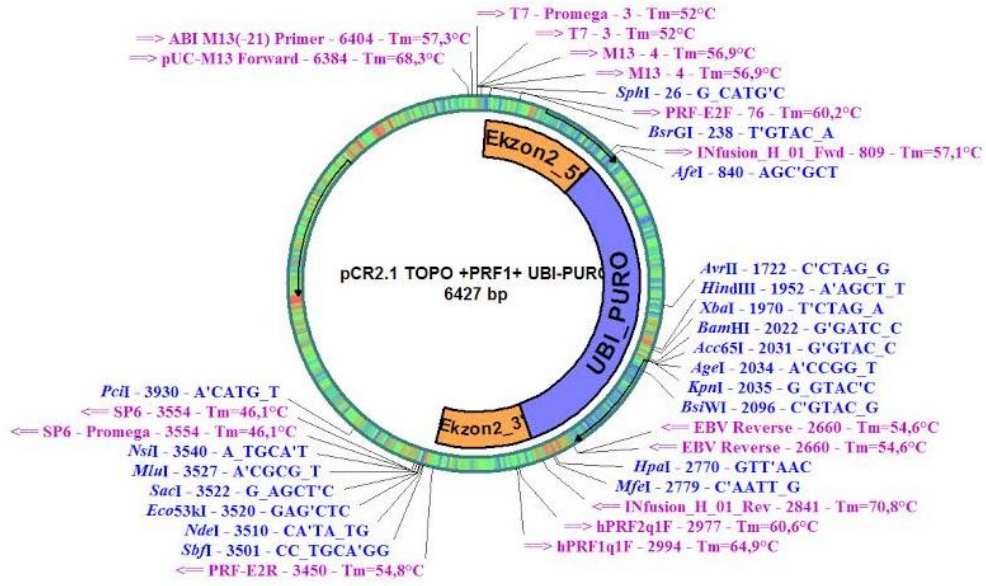 ==> T7 - Promega - 3 - Tm=52°C
==> T7 - 3 - Tm=52°C
==> ABI M13(-21) Primer - 6404 - Tm=57,3°C
==> M13 - 4 - Tm=56,9°C
==> pUC-M13 Forward - 6384 - Tm=68,3°C
==> M13 - 4 - Tm=56,9°C
SphI - 26 - G_CATG'C
==> PRF-E2F - 76 - Tm=60,2°C
BsrGI - 238 - T'GTAC_A
==> INfusion_H_01_Fwd - 809 - Tm=57,1°C
AfeI - 840 - AGC'GCT
Ekzon2_5
UBI_PURO
Ekzon2_3'
pCR2.1 TOPO +PRF1+ UBI-PURO
6427 bp
AvrII - 1722 - C'CTAG_G
HindIII - 1952 - A'AGCT_T
XbaI - 1970 - T'CTAG_A
BamHI - 2022 - G'GATC_C
Acc65I - 2031 - G'GTAC_C
AgeI - 2034 - A'CCGG_T
KpnI - 2035 - G_GTAC'C
BsiWI - 2096 - C'GTAC_G
<== EBV Reverse - 2660 - Tm=54,6°C
<== EBV Reverse - 2660 - Tm=54,6°C
HpaI - 2770 - GTT'AAC
MfeI - 2779 - C'AATT_G
<== INfusion_H_01_Rev - 2841 - Tm=70,8°C
==> hPRF2q1F - 2977 - Tm=60,6°C
==> hPRF1q1F - 2994 - Tm=64,9°C
PciI - 3930 - A'CATG_T
<== SP6 - 3554 - Tm=46,1°C
<== SP6 - Promega - 3554 - Tm=46,1°C
NsiI - 3540 - A_TGCA'T
MluI - 3527 - A'CGCG_T
SacI - 3522 - G_AGCT'C
Eco53kI - 3520 - GAG'CTC
NdeI - 3510 - CA'TA_TG
SbfI - 3501 - CC_TGCA'GG
<== PRF-E2R - 3450 - Tm=54,8°C